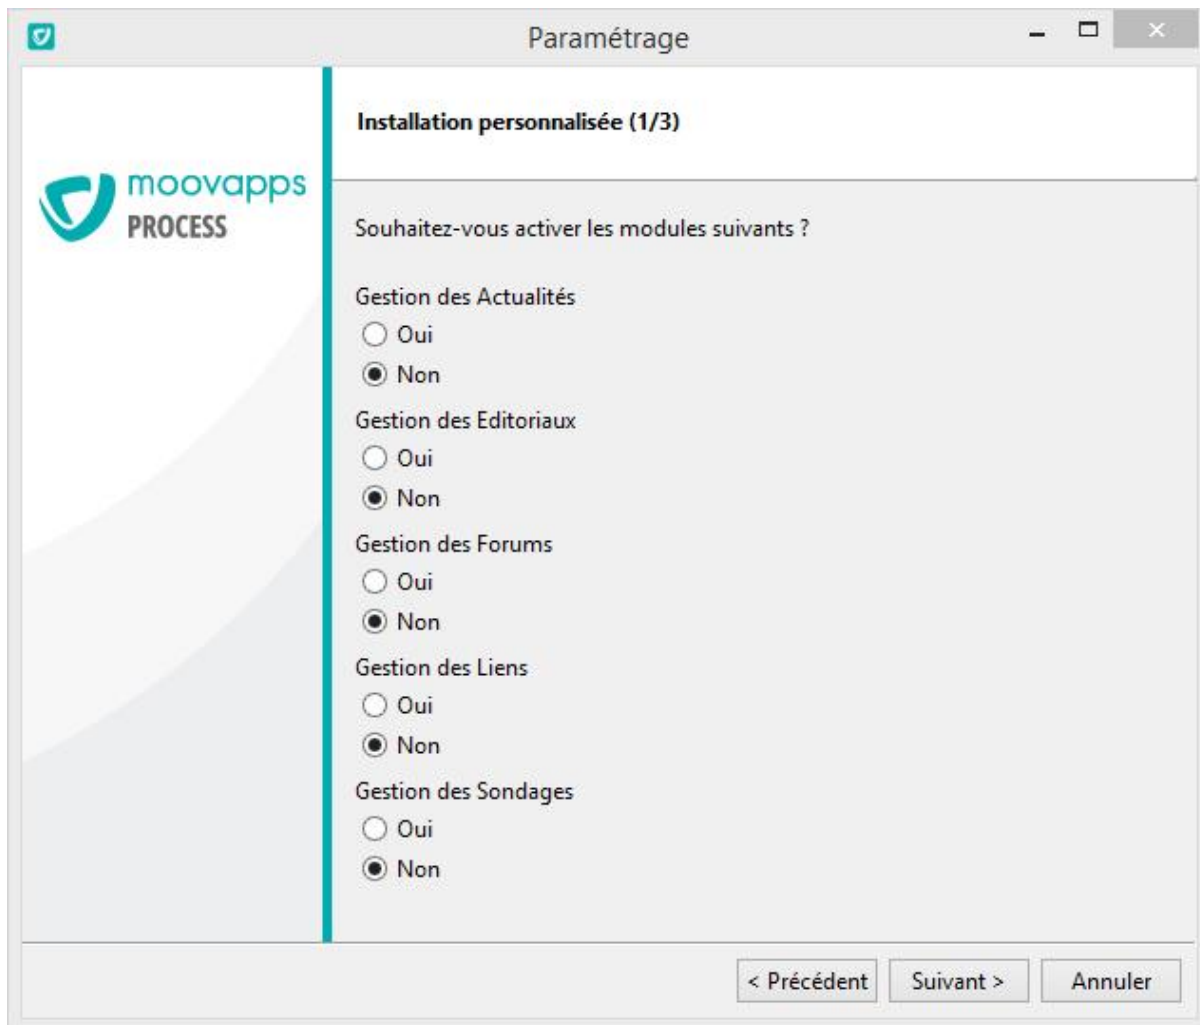 Paramétrage
moovapps
PROCESS
Installation personnalisée (1/3)
Souhaitez-vous activer les modules suivants ?
Gestion des Actualités
Oui
Non
Gestion des Editoriaux
Oui
Non
Gestion des Forums
Oui
Non
Gestion des Liens
Oui
Non
Gestion des Sondages
Oui
Non
< Précédent
Suivant >
Annuler